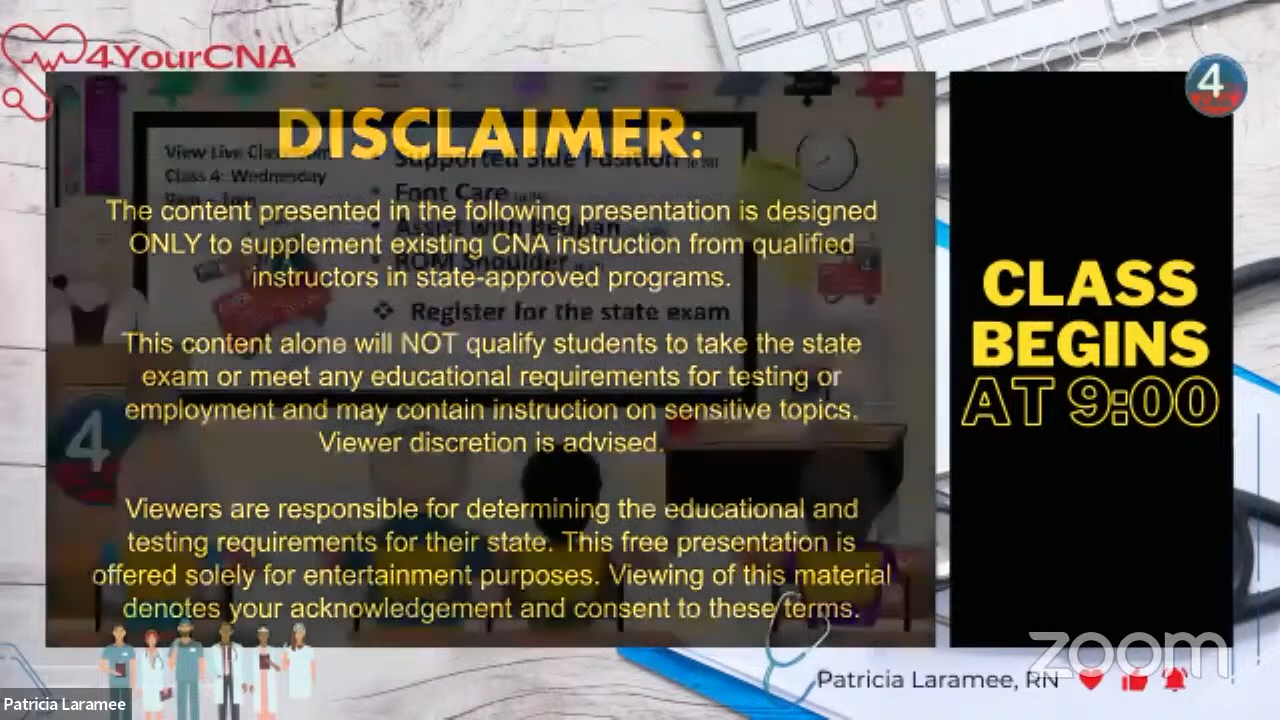 4YourCNA
DISCLAIMER:
View Live Class
Class 4: Wednesday
9am - 1pm
Supported Side Position
Foot Care
Assist with Bedpan
ROM Shoulder
Register for the state exam
The content presented in the following presentation is designed
ONLY to supplement existing CNA instruction from qualified
instructors in state-approved programs.
This content alone will NOT qualify students to take the state
exam or meet any educational requirements for testing or
employment and may contain instruction on sensitive topics.
Viewer discretion is advised.
Viewers are responsible for determining the educational and
testing requirements for their state. This free presentation is
offered solely for entertainment purposes. Viewing of this material
denotes your acknowledgement and consent to these terms.
4
4
CLASS
BEGINS
AT 9:00
zoom
Patricia Laramee, RN
Patricia Laramee